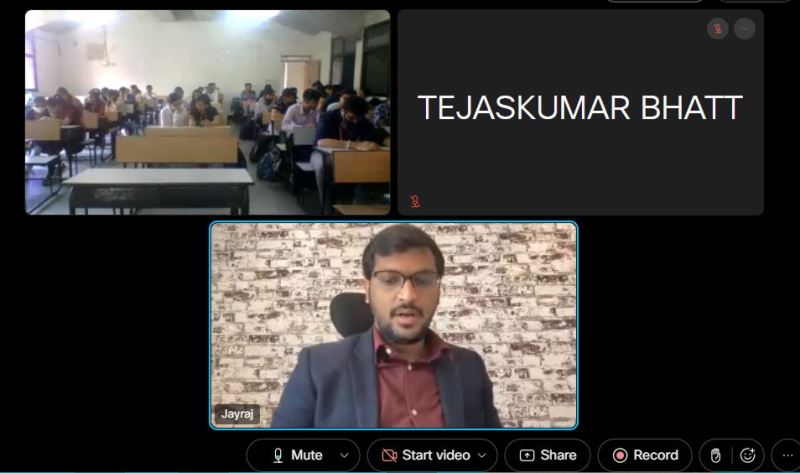 TEJASKUMAR BHATT
Jayraj
Mute
Start video
Share
Record